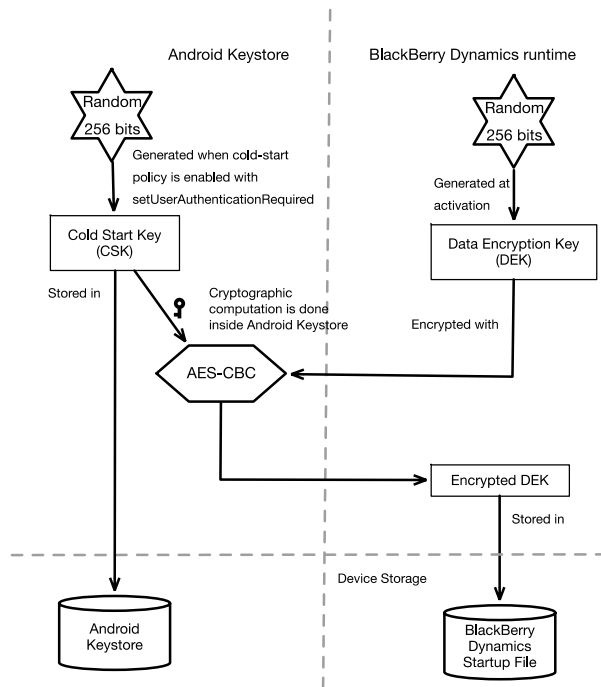 Android Keystore
BlackBerry Dynamics runtime
Random
256 bits
Random
256 bits
Generated when cold-start
policy is enabled with
setUserAuthenticationRequired
Generated at
activation
Cold Start Key
(CSK)
Data Encryption Key
(DEK)
Stored in
Cryptographic
computation is done
inside Android Keystore
Encrypted with
AES-CBC
Encrypted DEK
Stored in
Device Storage
Android
Keystore
BlackBerry
Dynamics
Startup File